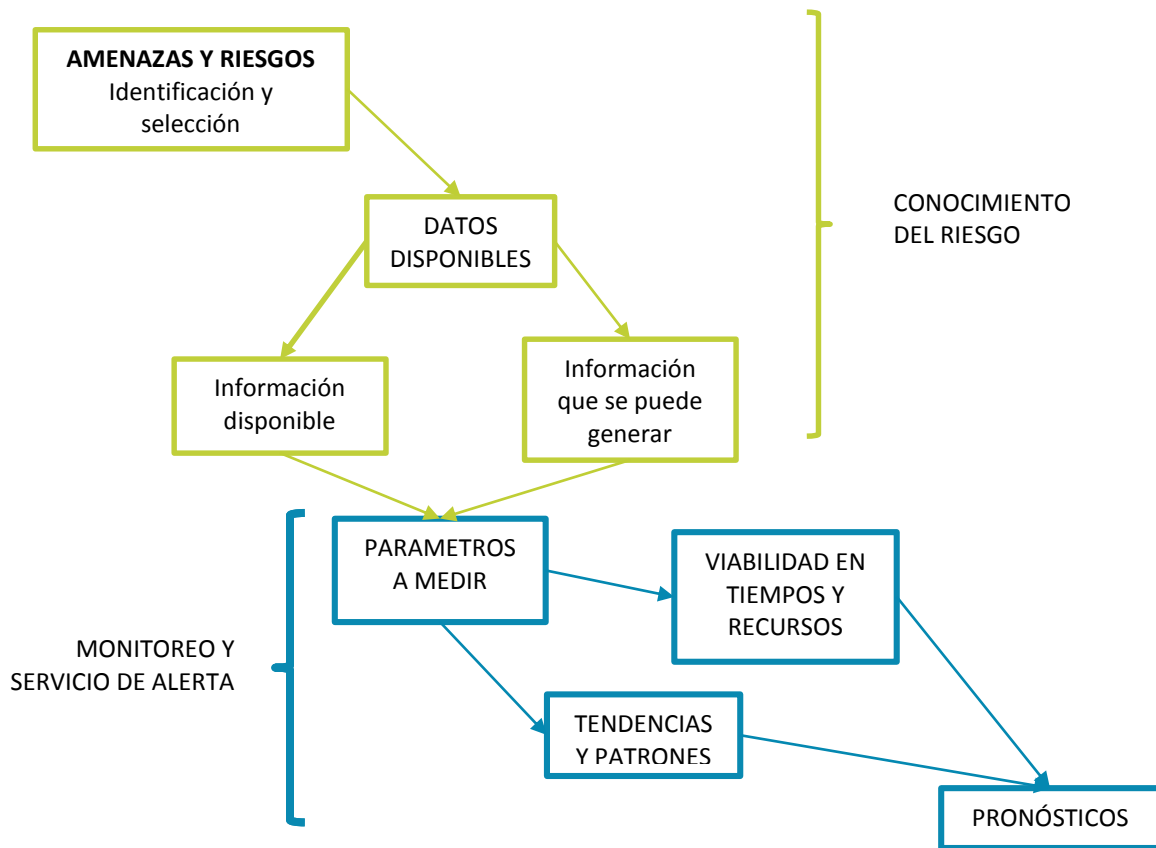 AMENAZAS Y RIESGOS
Identificación y
selección
DATOS
DISPONIBLES
CONOCIMIENTO
DEL RIESGO
Información
disponible
Información
que se puede
generar
PARAMETROS
A MEDIR
VIABILIDAD EN
TIEMPOS Y
RECURSOS
MONITOREO Y
SERVICIO DE ALERTA
TENDENCIAS
Y PATRONES
PRONÓSTICOS